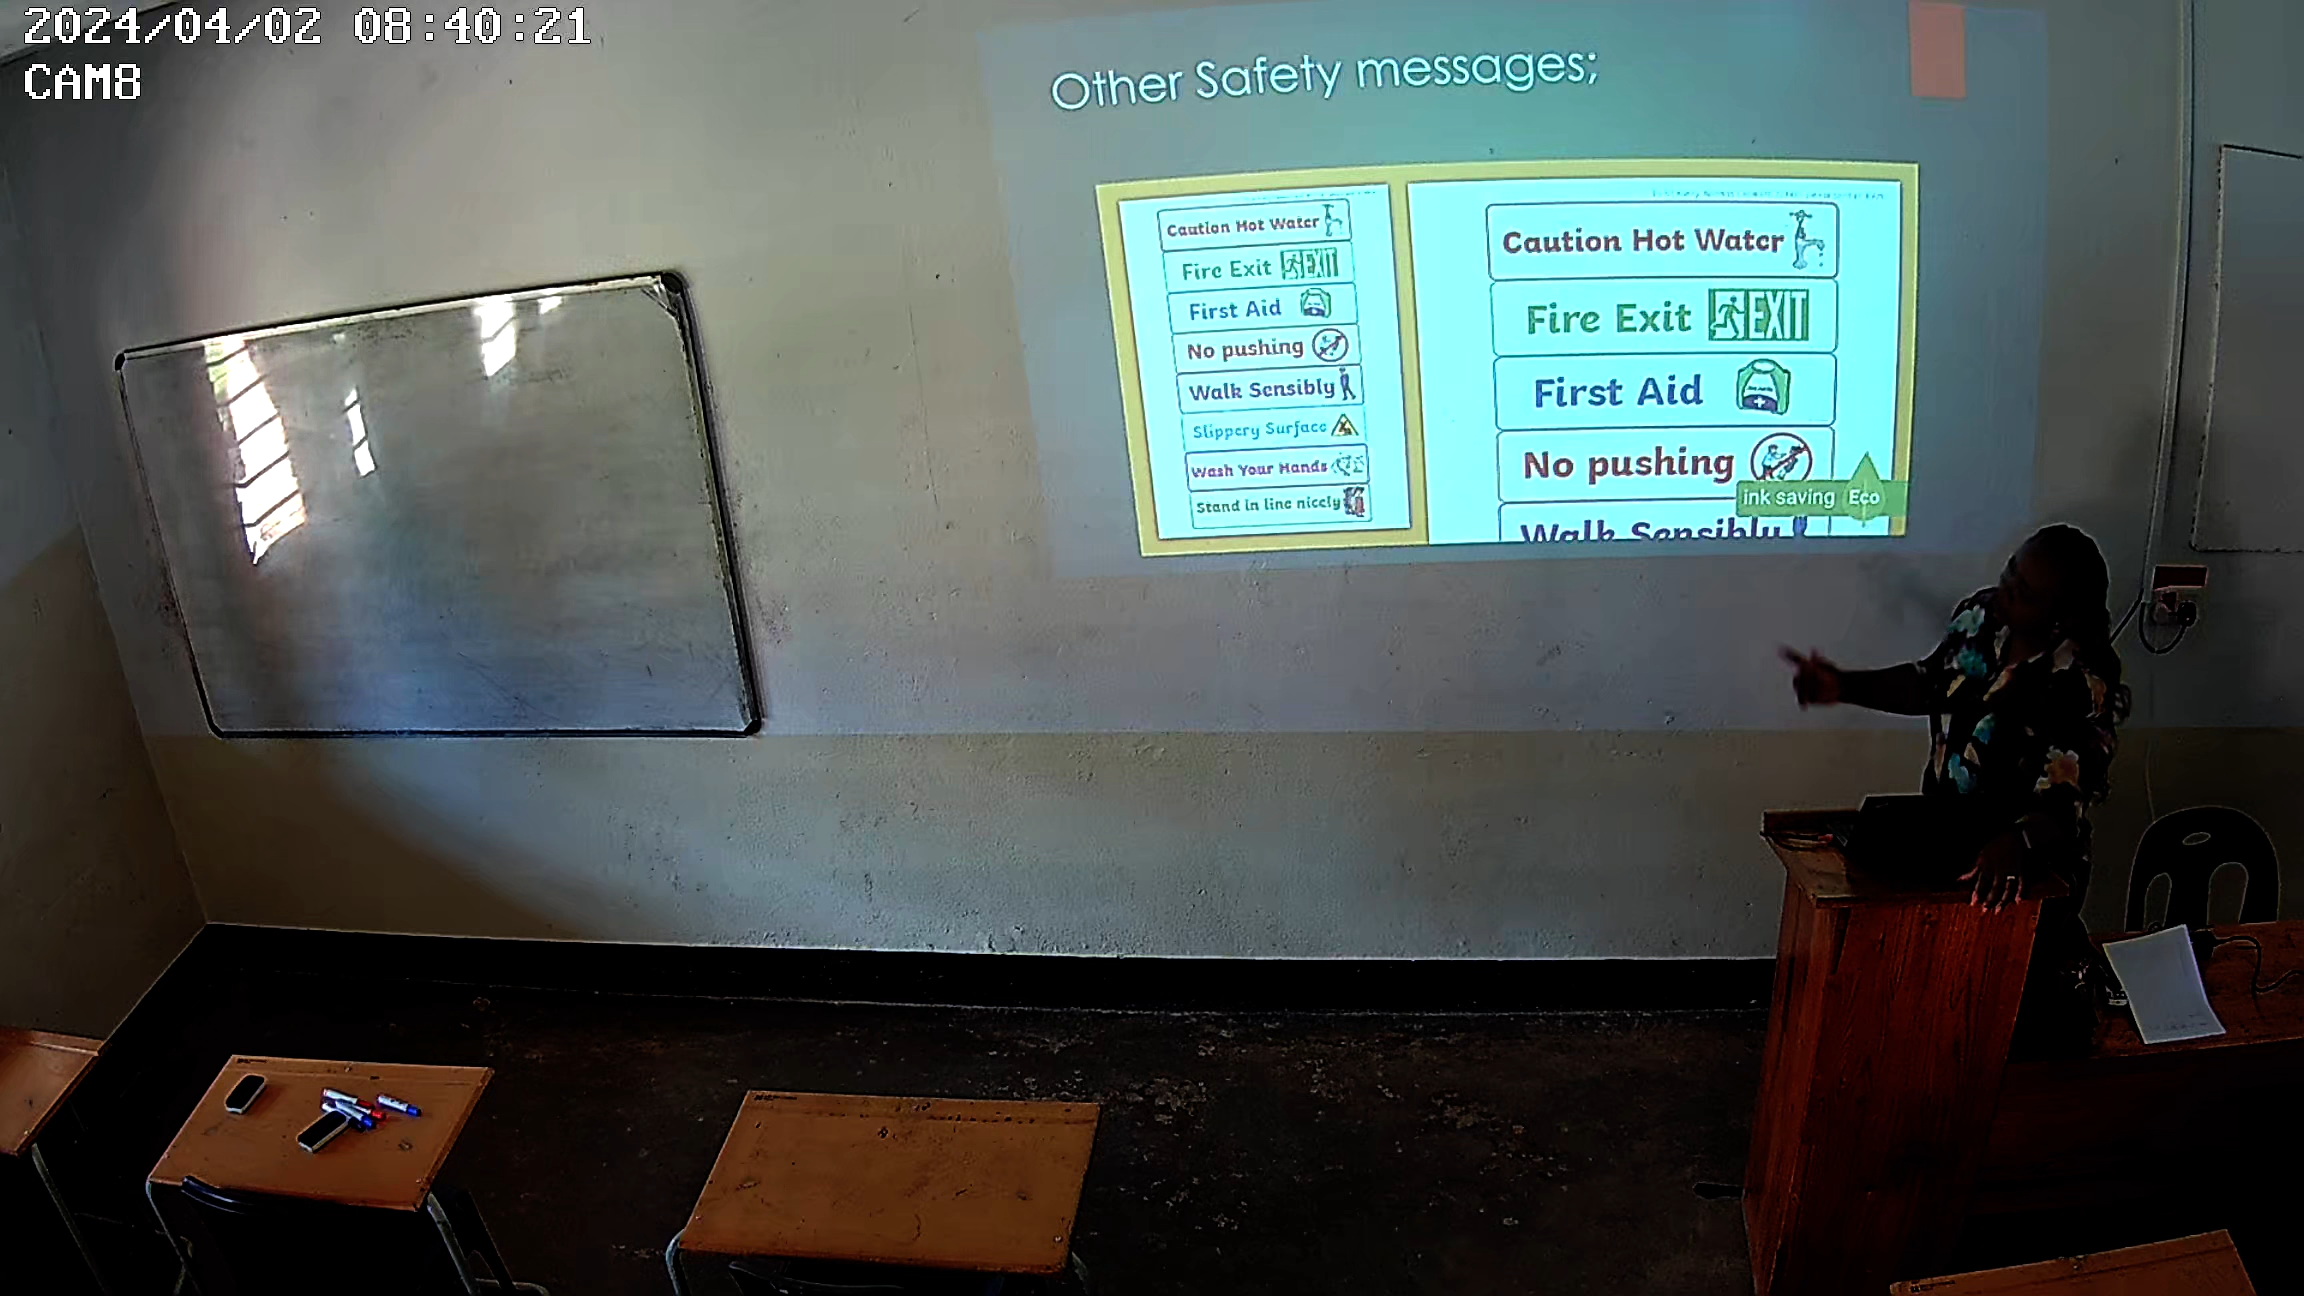 2024/04/02 08:40:21
CAM8
Other Safety messages;
Caution Hot Water
Fire Exit EXIT
First Aid
No pushing
Walk Sensibly
Slippery Surface
Wash Your Hands
Stand in line nicely
Caution Hot Water
Fire Exit EXIT
First Aid
No pushing
ink saving Eco
Walk Sensibly